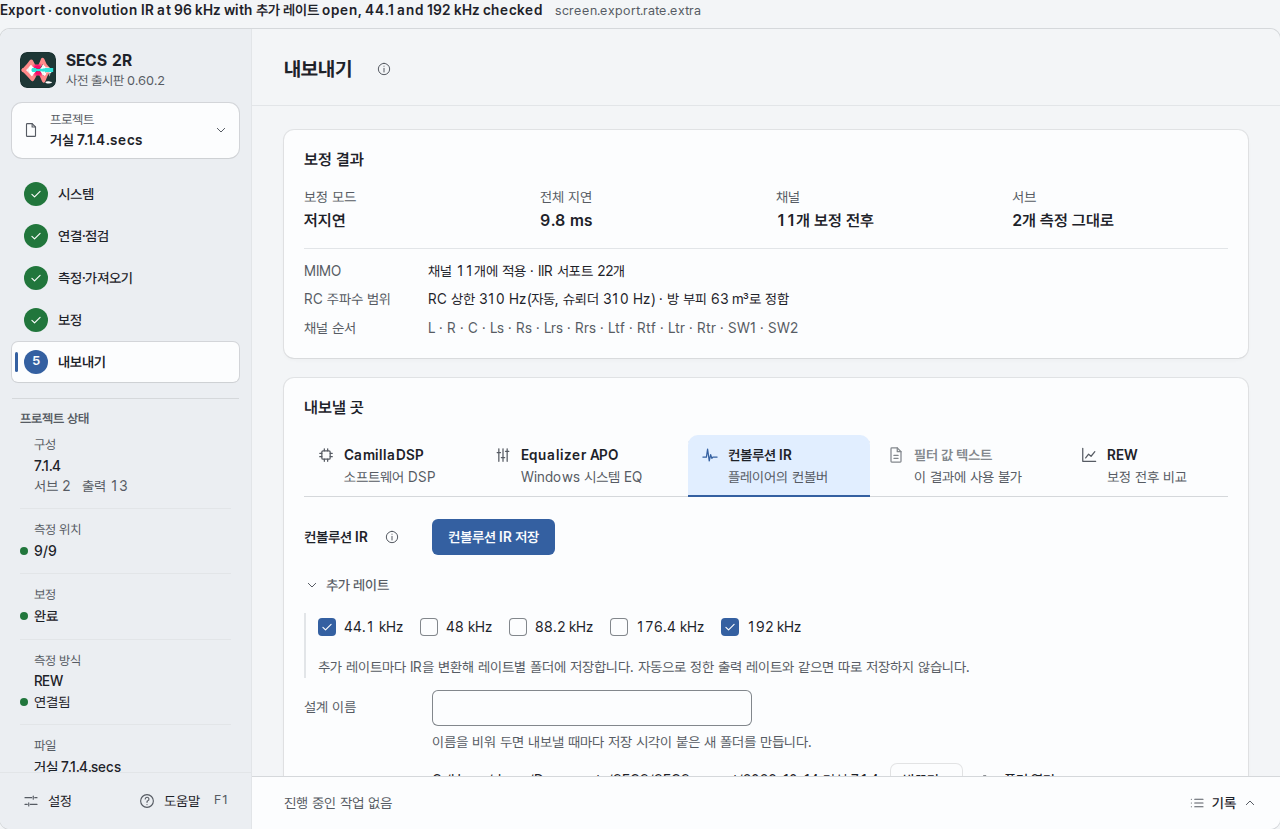 Export · convolution IR at 96 kHz with 추가 레이트 open, 44.1 and 192 kHz checked screen.export.rate.extra
SECS 2R
사전 출시판 0.60.2
프로젝트
거실 7.1.4.secs
시스템
연결·점검
측정·가져오기
보정
5 내보내기
프로젝트 상태
구성
7.1.4
서브 2 출력 13
측정 위치
9/9
보정
완료
측정 방식
REW
연결됨
파일
거실 7.1.4.secs
설정 도움말 F1
내보내기
보정 결과
보정 모드 전체 지연 채널 서브
저지연 9.8 ms 11개 보정 전후 2개 측정 그대로
MIMO 채널 11개에 적용 · IIR 서포트 22개
RC 주파수 범위 RC 상한 310 Hz(자동, 슈뢰더 310 Hz) · 방 부피 63 m³로 정합
채널 순서 L · R · C · Ls · Rs · Lrs · Rrs · Ltf · Rtf · Ltr · Rtr · SW1 · SW2
내보낼 곳
CamillaDSP Equalizer APO 컨볼루션 IR 필터 값 텍스트 REW
소프트웨어 DSP Windows 시스템 EQ 플레이어의 컨볼버 이 결과에 사용 불가 보정 전후 비교
컨볼루션 IR 컨볼루션 IR 저장
추가 레이트
44.1 kHz 48 kHz 88.2 kHz 176.4 kHz 192 kHz
추가 레이트마다 IR을 변환해 레이트별 폴더에 저장합니다. 자동으로 정한 출력 레이트와 같으면 따로 저장하지 않습니다.
설계 이름
이름을 비워 두면 내보낼 때마다 저장 시각이 붙은 새 폴더를 만듭니다.
진행 중인 작업 없음 기록